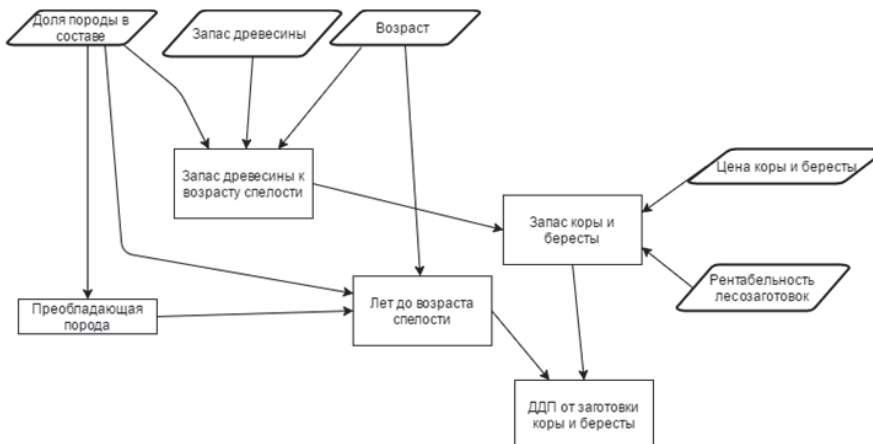 Доля породы в
составе
Запас древесины
Возраст
Запас древесины к
возрасту спелости
Цена коры и бересты
Запас коры и
бересты
Рентабельность
лесозаготовок
Преобладающая
порода
Лет до возраста
спелости
ДДП от заготовки
коры и бересты